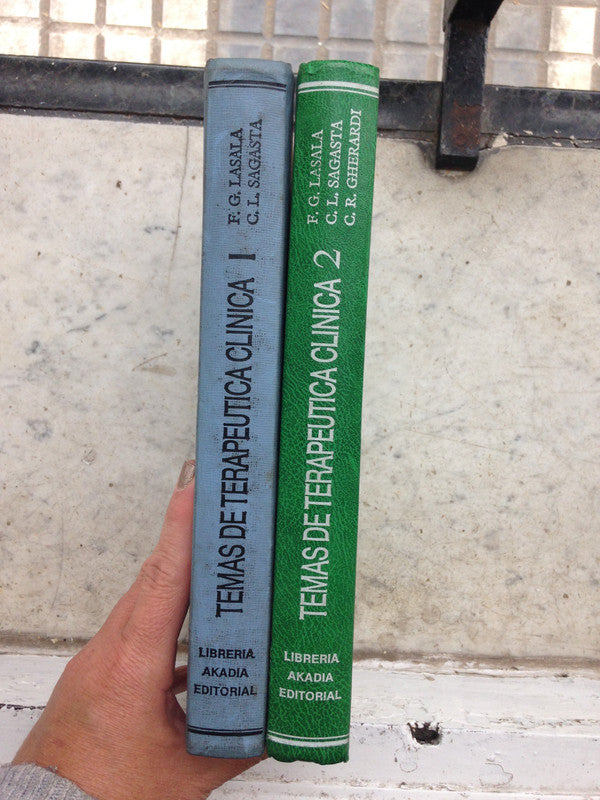 TEMAS DE TERAPEUTICA CLINICA 1
F. G. LASALA
C. L. SAGASTA
LIBRERIA
AKADIA
EDITORIAL
TEMAS DE TERAPEUTICA CLINICA 2
F. G. LASALA
C. L. SAGASTA
C. R. GHERARDI
LIBRERIA
AKADIA
EDITORIAL